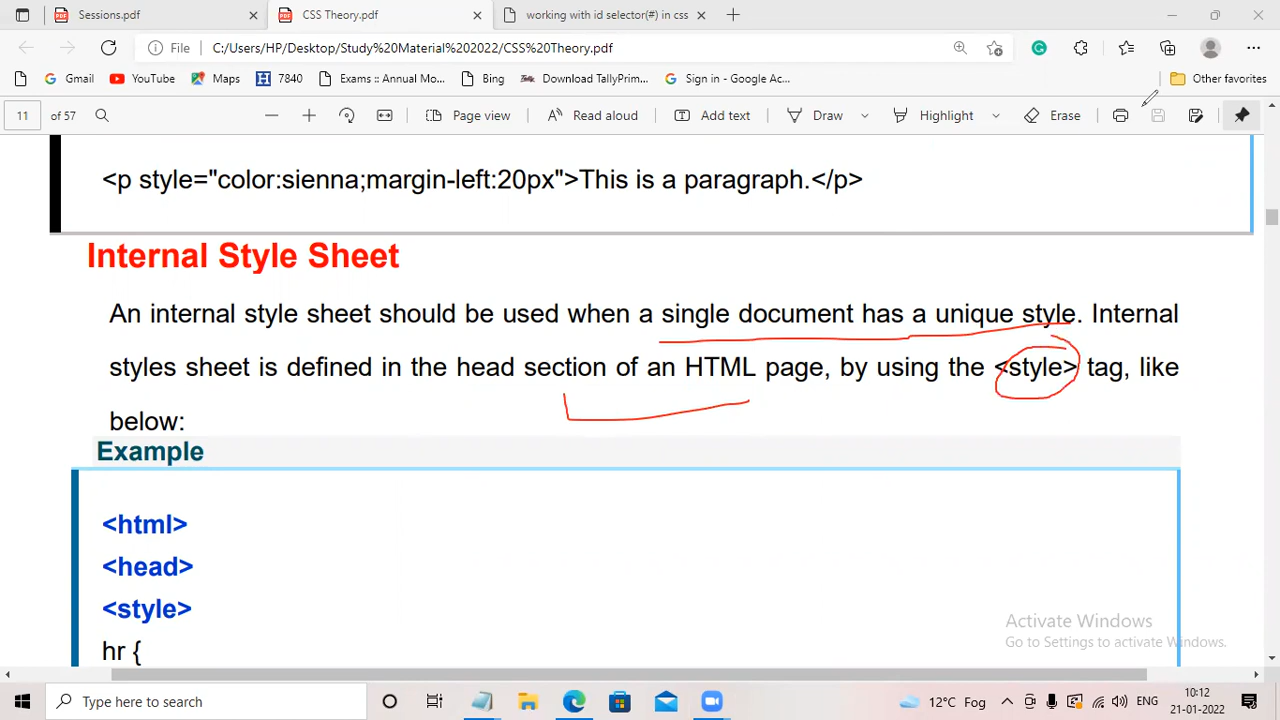 Sessions.pdf
CSS Theory.pdf
working with id selector(#) in css
File
C:/Users/HP/Desktop/Study%20Material%202022/CSS%20Theory.pdf
Gmail
YouTube
Maps
7840
Exams :: Annual Mo...
Bing
Download TallyPrim...
Sign in - Google Ac...
Other favorites
11 of 57
Page view
Read aloud
Add text
Draw
Highlight
Erase
<p style="color:sienna;margin-left:20px">This is a paragraph.</p>
Internal Style Sheet
An internal style sheet should be used when a single document has a unique style. Internal
styles sheet is defined in the head section of an HTML page, by using the <style> tag, like
below:
Example
<html>
<head>
<style>
hr {
Activate Windows
Go to Settings to activate Windows.
Type here to search
12°C Fog
ENG
10:12
21-01-2022